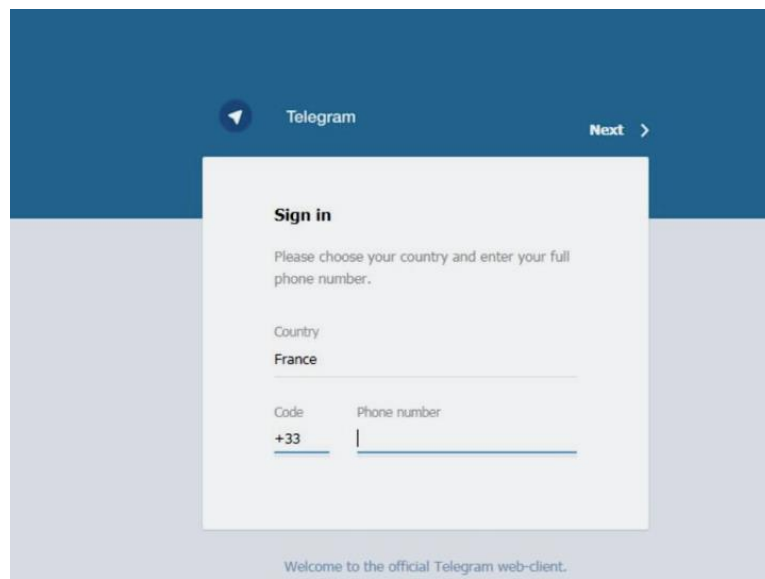 Telegram
Next
Sign in
Please choose your country and enter your full
phone number.
Country
France
Code Phone number
+33
Welcome to the official Telegram web-client.